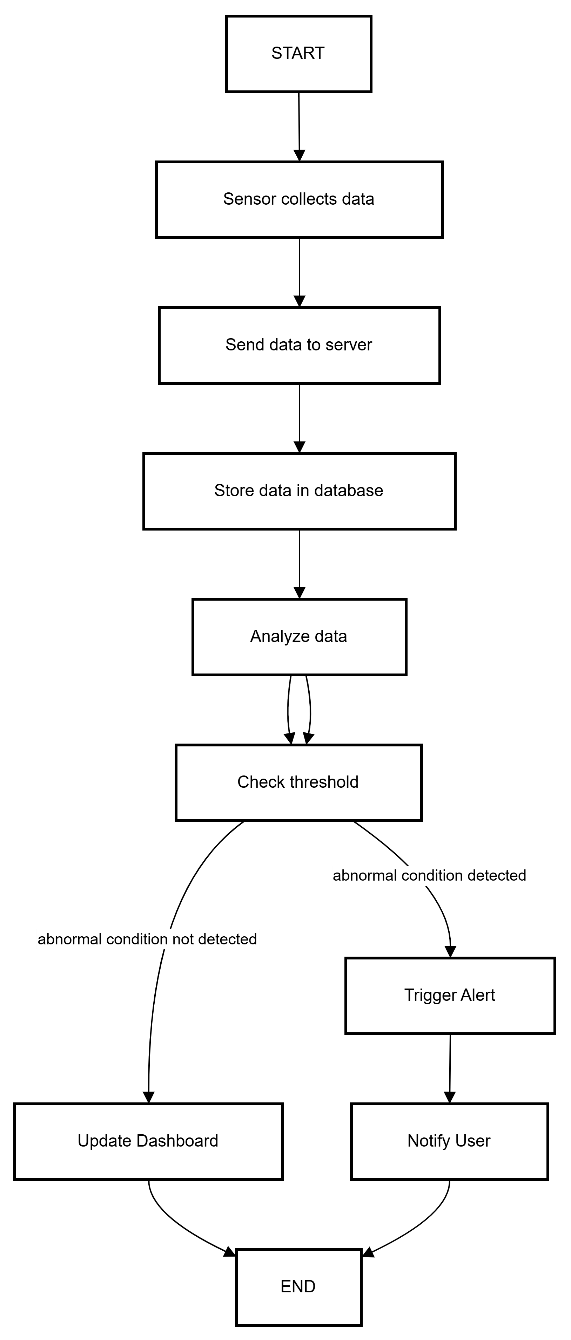 START
Sensor collects data
Send data to server
Store data in database
Analyze data
Check threshold
abnormal condition detected
abnormal condition not detected
Trigger Alert
Update Dashboard
Notify User
END